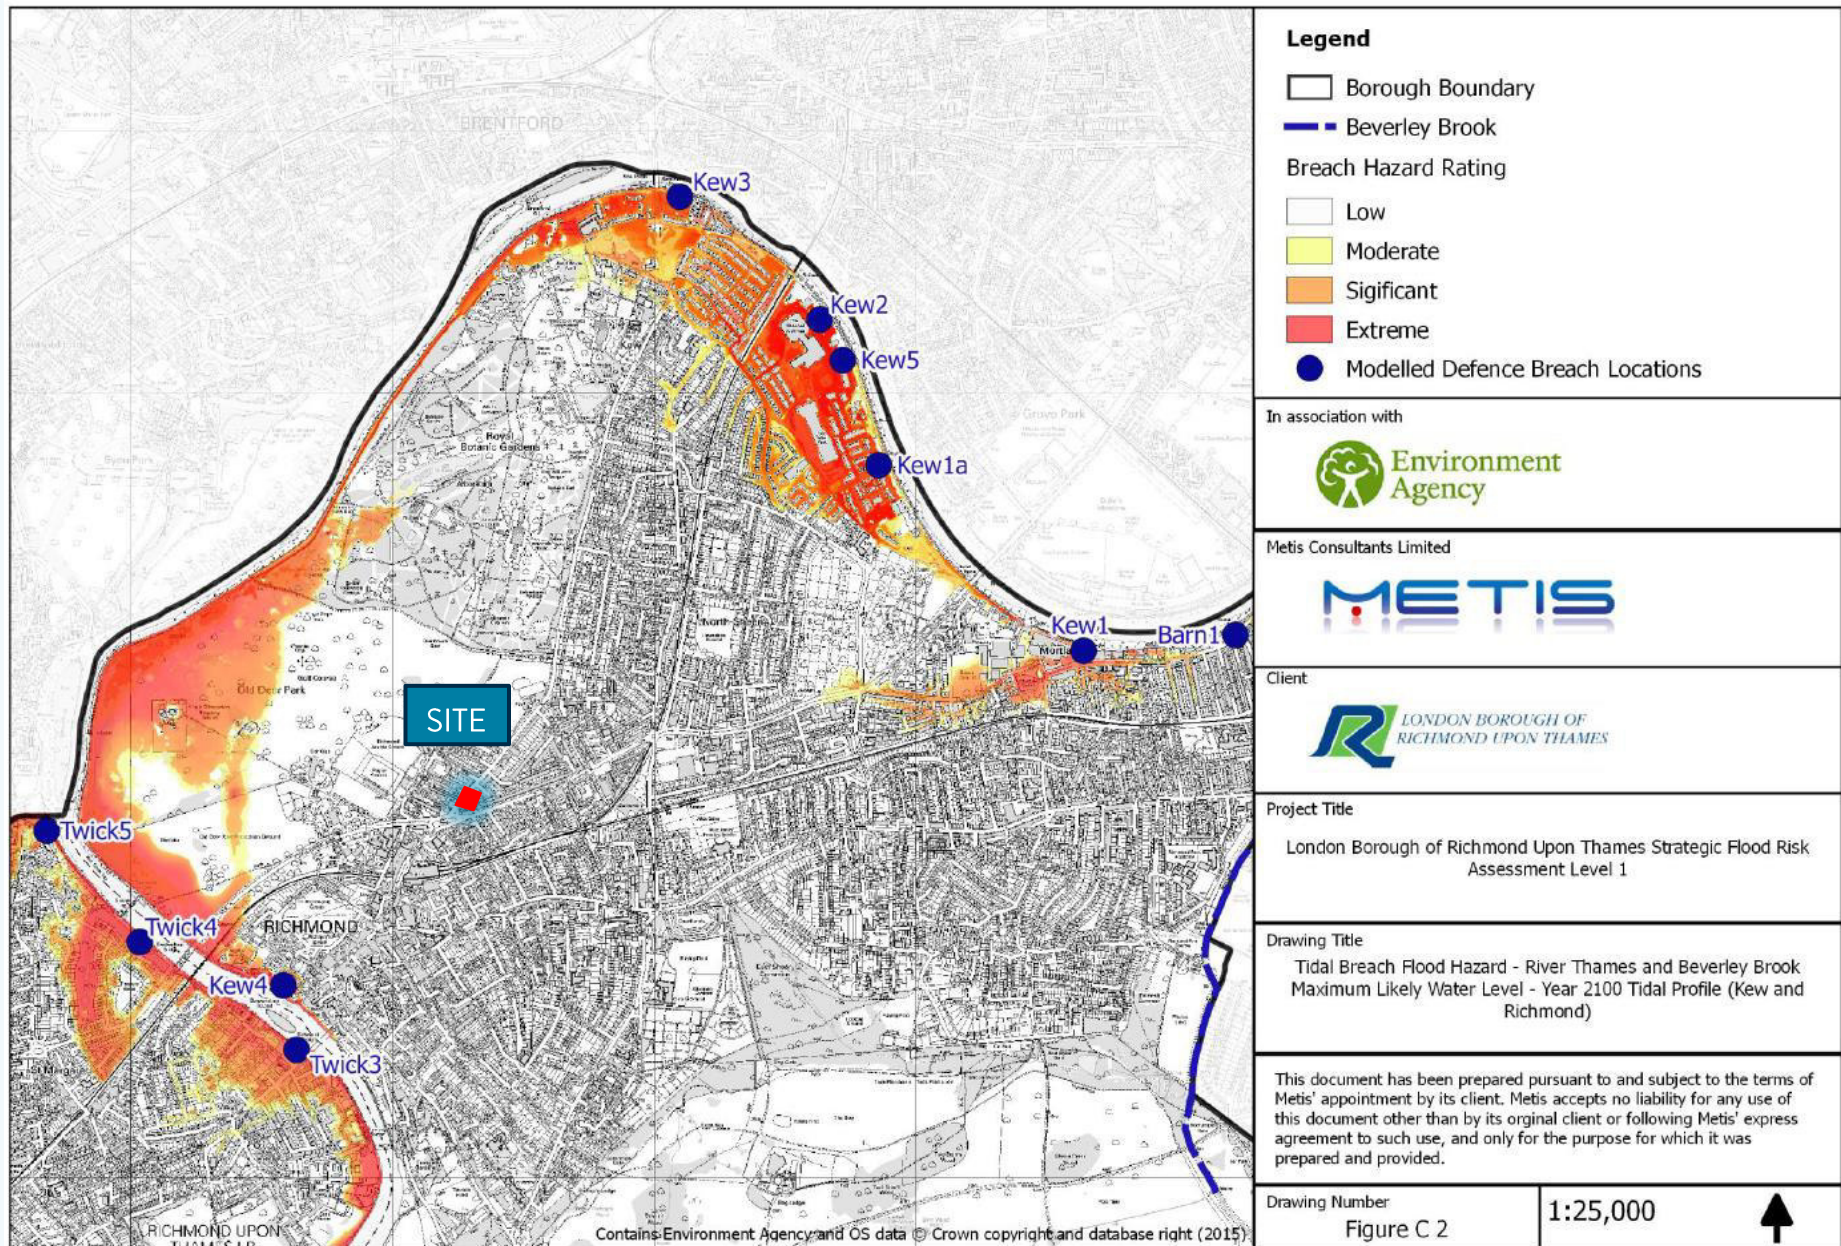 BRENTFORD
Kew3
Kew2
Kew5
Grove Park
Royal
Botanic Gardens
Kew1a
Kew1
Barn1
Old Deer Park
SITE
Twick5
Twick4
RICHMOND
Kew4
Twick3
RICHMOND UPON
Contains Environment Agency and OS data © Crown copyright and database right (2015)
Legend
Borough Boundary
Beverley Brook
Breach Hazard Rating
Low
Moderate
Sigificant
Extreme
Modelled Defence Breach Locations
In association with
Environment
Agency
Metis Consultants Limited
METIS
Client
LONDON BOROUGH OF
RICHMOND UPON THAMES
Project Title
London Borough of Richmond Upon Thames Strategic Flood Risk
Assessment Level 1
Drawing Title
Tidal Breach Flood Hazard - River Thames and Beverley Brook
Maximum Likely Water Level - Year 2100 Tidal Profile (Kew and
Richmond)
This document has been prepared pursuant to and subject to the terms of
Metis' appointment by its client. Metis accepts no liability for any use of
this document other than by its orginal client or following Metis' express
agreement to such use, and only for the purpose for which it was
prepared and provided.
Drawing Number
Figure C 2
1:25,000